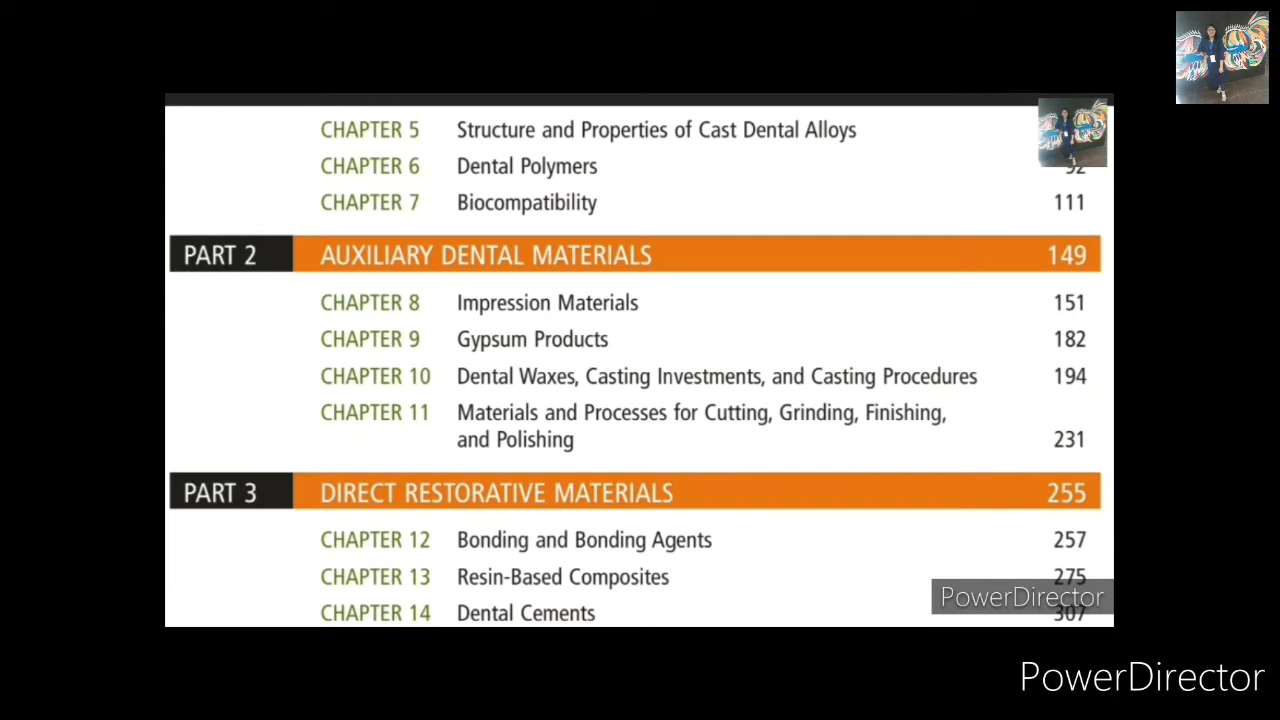 CHAPTER 5 Structure and Properties of Cast Dental Alloys
CHAPTER 6 Dental Polymers 92
CHAPTER 7 Biocompatibility 111
PART 2 AUXILIARY DENTAL MATERIALS 149
CHAPTER 8 Impression Materials 151
CHAPTER 9 Gypsum Products 182
CHAPTER 10 Dental Waxes, Casting Investments, and Casting Procedures 194
CHAPTER 11 Materials and Processes for Cutting, Grinding, Finishing,
and Polishing 231
PART 3 DIRECT RESTORATIVE MATERIALS 255
CHAPTER 12 Bonding and Bonding Agents 257
CHAPTER 13 Resin-Based Composites 275
PowerDirector
CHAPTER 14 Dental Cements 307
PowerDirector